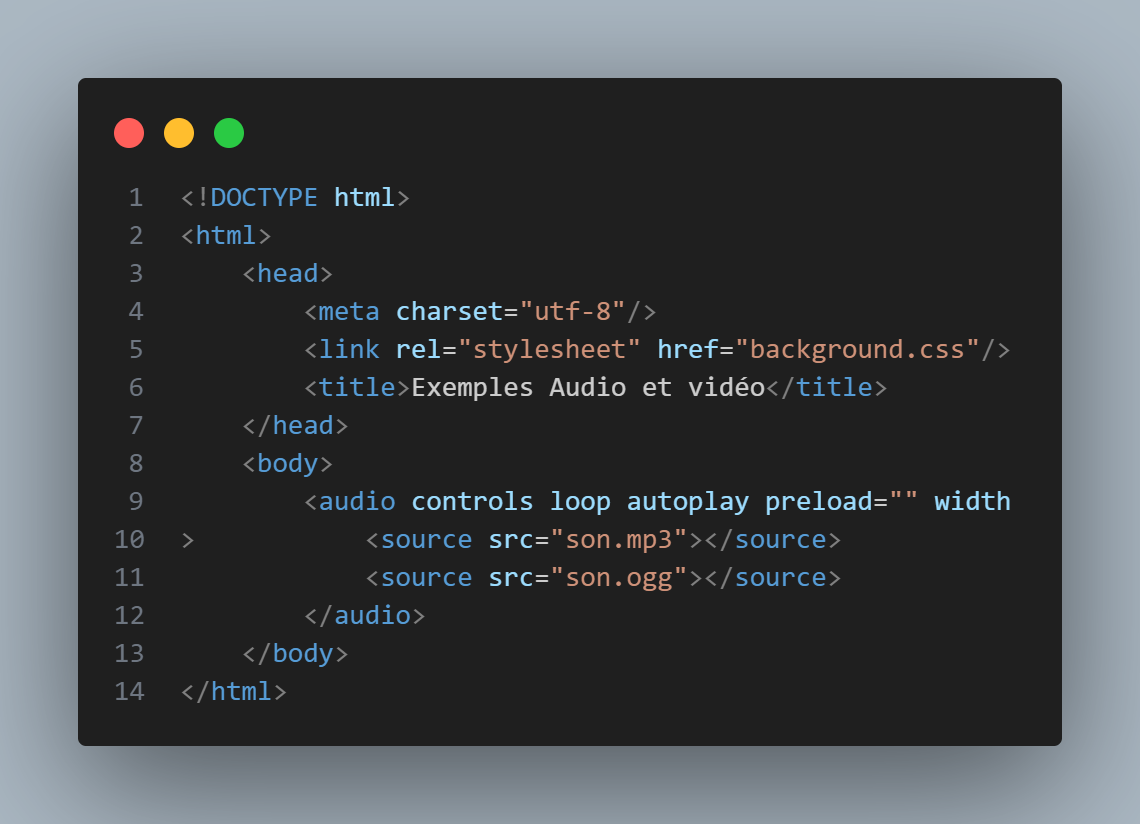 1 <!DOCTYPE html>
2 <html>
3     <head>
4         <meta charset="utf-8"/>
5         <link rel="stylesheet" href="background.css"/>
6         <title>Exemples Audio et vidéo</title>
7     </head>
8     <body>
9         <audio controls loop autoplay preload="" width
10 >           <source src="son.mp3"></source>
11             <source src="son.ogg"></source>
12         </audio>
13     </body>
14 </html>